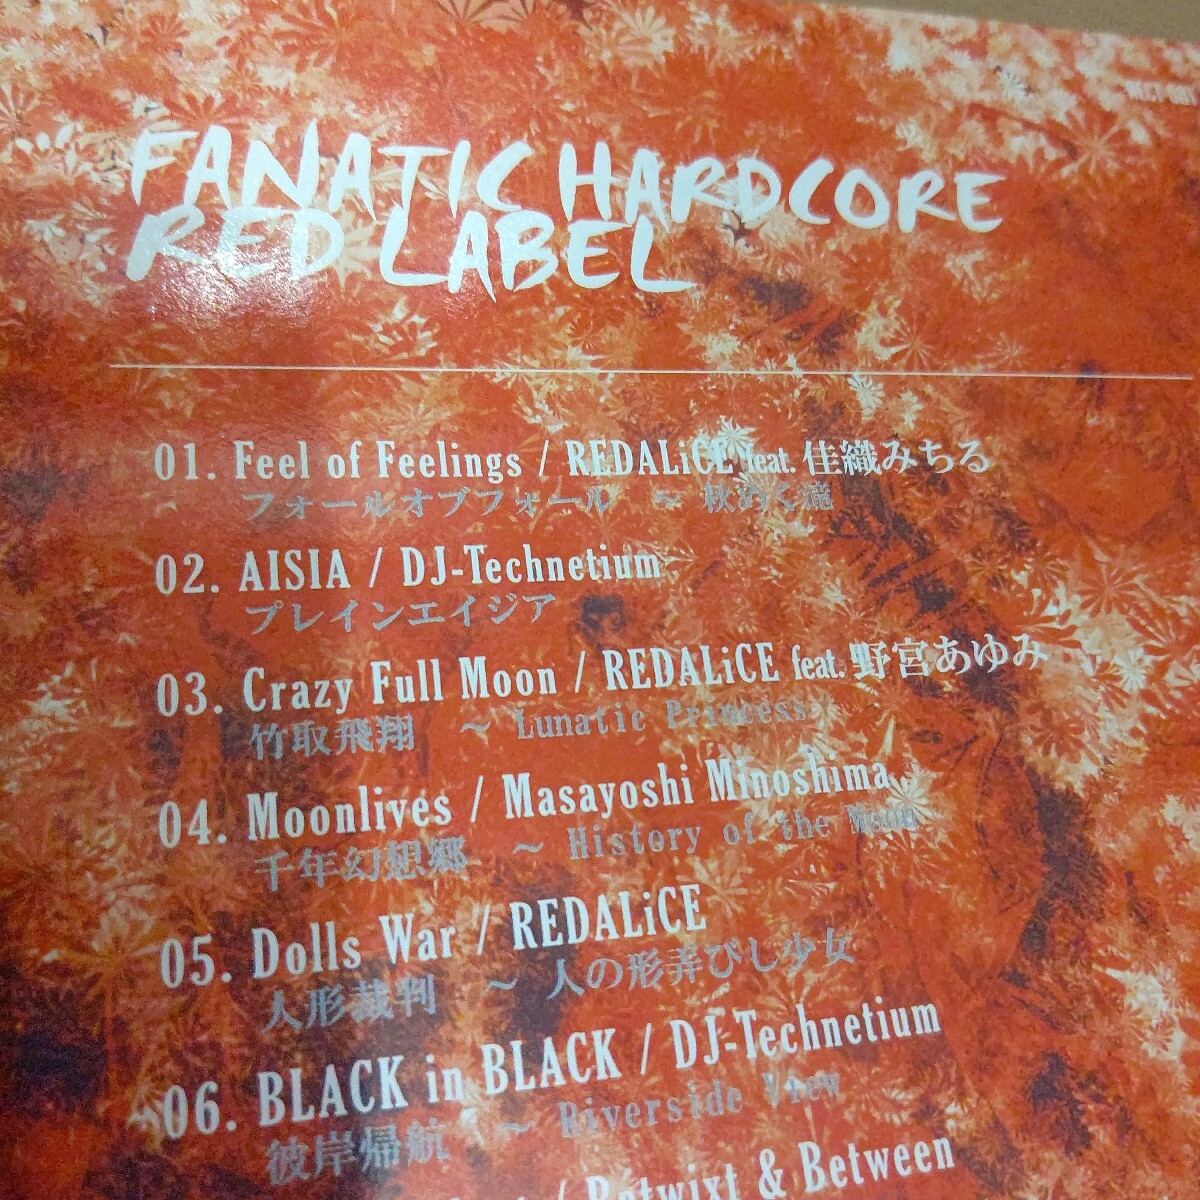 FANATIC HARDCORE
RED LABEL
01. Feel of Feelings / REDALiCE feat. 佳織みちる
フォールオブフォール ～ 秋めく滝
02. AISIA / DJ-Technetium
プレインエイジア
03. Crazy Full Moon / REDALiCE feat. 野宮あゆみ
竹取飛翔 ～ Lunatic Princess
04. Moonlives / Masayoshi Minoshima
千年幻想郷 ～ History of the Moon
05. Dolls War / REDALiCE
人形裁判 ～ 人の形弄びし少女
06. BLACK in BLACK / DJ-Technetium
彼岸帰航 ～ Riverside View
/ Betwixt & Between